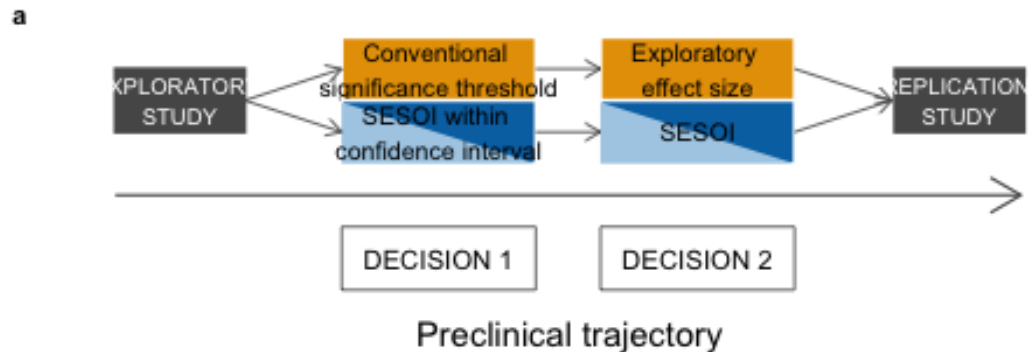 a
Conventional
significance threshold
Exploratory
effect size
XPLORATOR
STUDY
SESOI within
confidence interval
SESOI
EPLICATION
STUDY
DECISION 1
DECISION 2
Preclinical trajectory